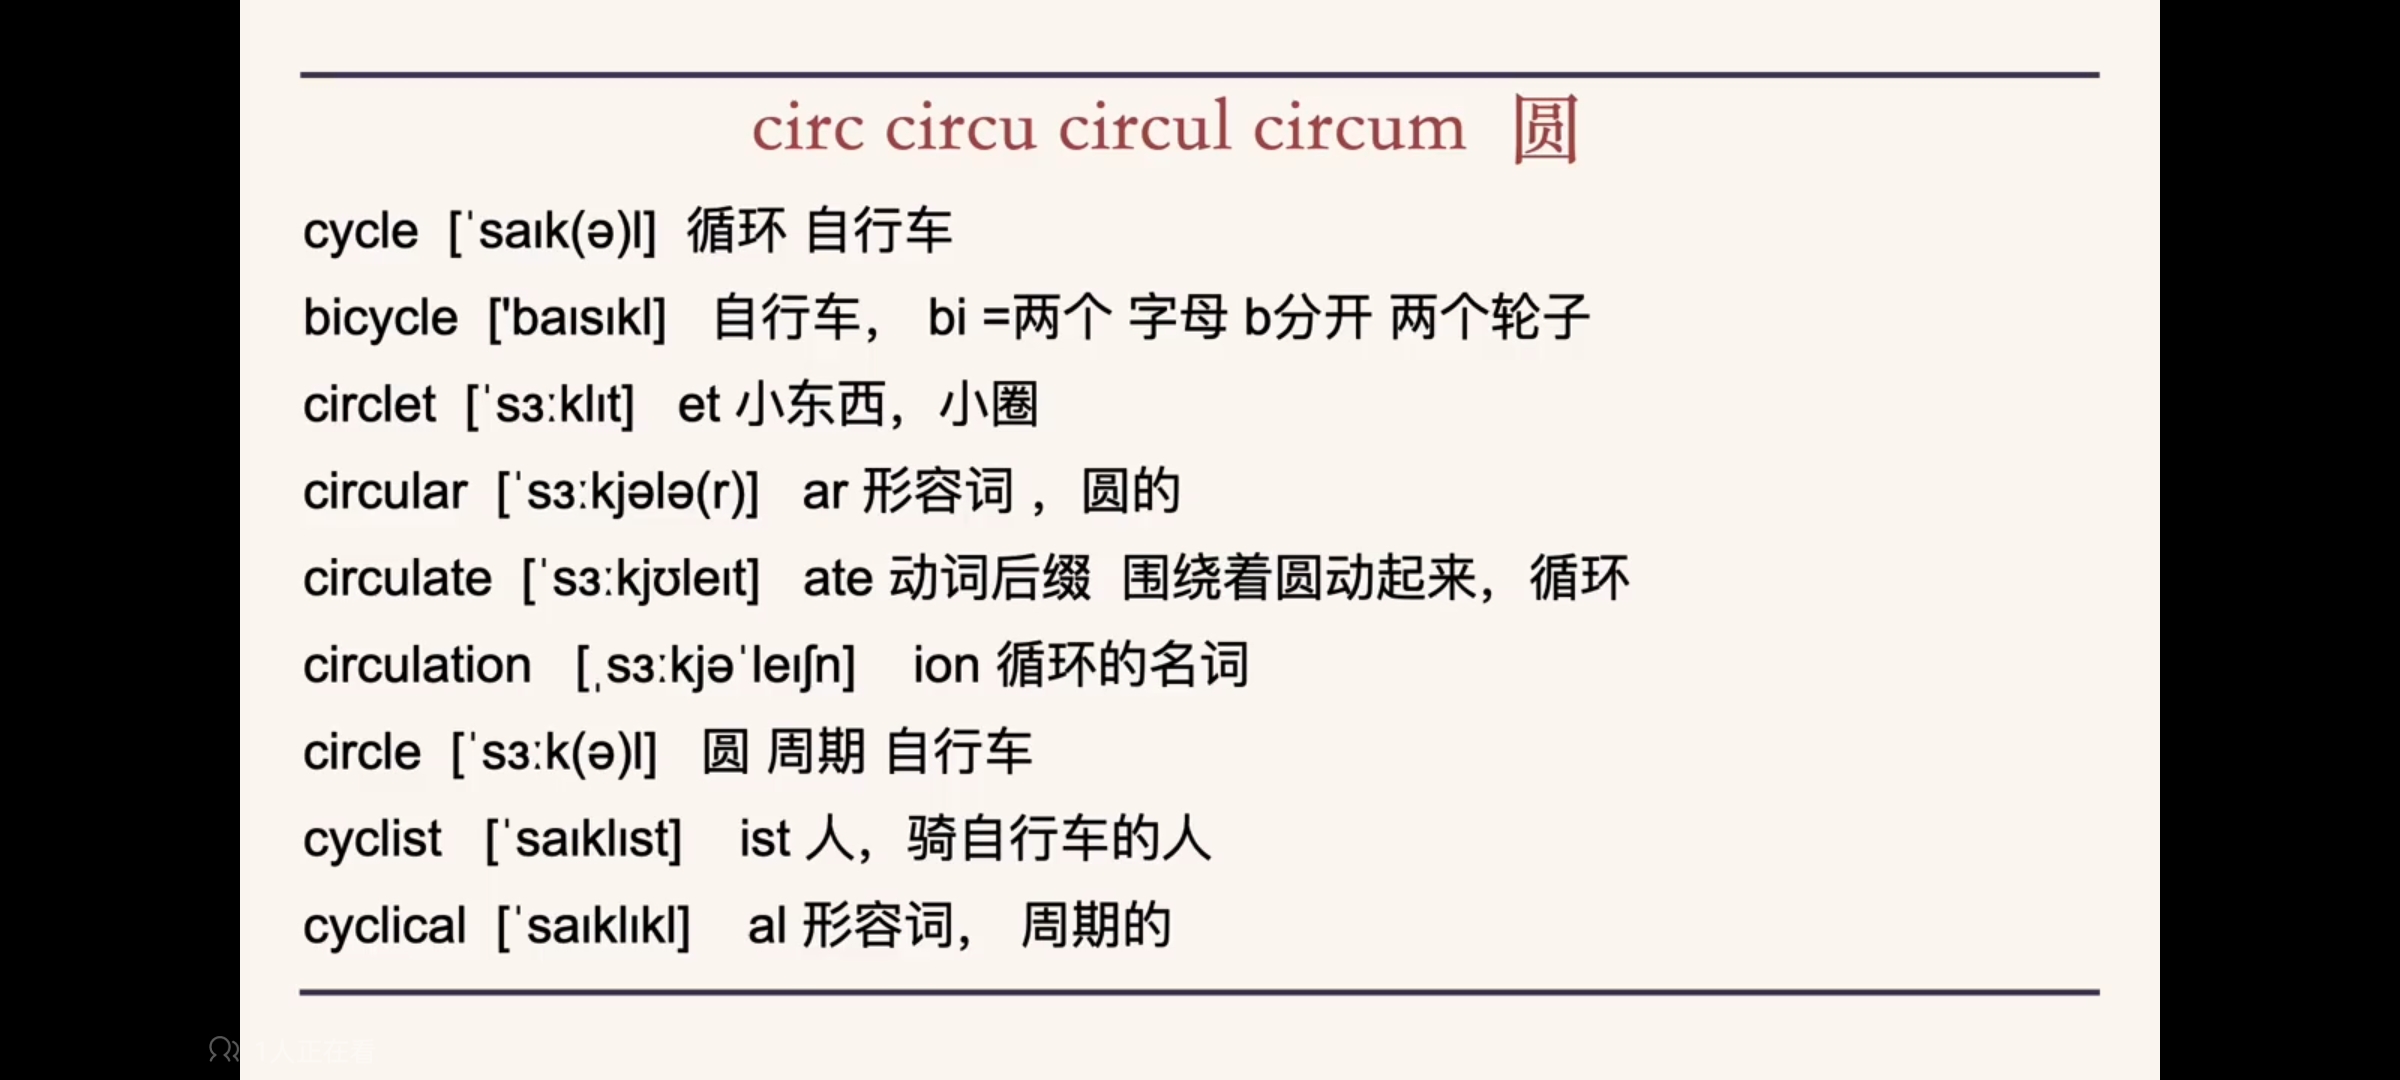 circ circu circul circum 圆
cycle [ˈsaɪk(ə)l] 循环 自行车
bicycle ['baɪsɪkl] 自行车， bi =两个 字母 b分开 两个轮子
circlet [ˈsɜːklɪt] et 小东西，小圈
circular [ˈsɜːkjələ(r)] ar 形容词 ，圆的
circulate [ˈsɜːkjʊleɪt] ate 动词后缀 围绕着圆动起来，循环
circulation [ˌsɜːkjəˈleɪʃn] ion 循环的名词
circle [ˈsɜːk(ə)l] 圆 周期 自行车
cyclist [ˈsaɪklɪst] ist 人，骑自行车的人
cyclical [ˈsaɪklɪkl] al 形容词， 周期的
1人正在看